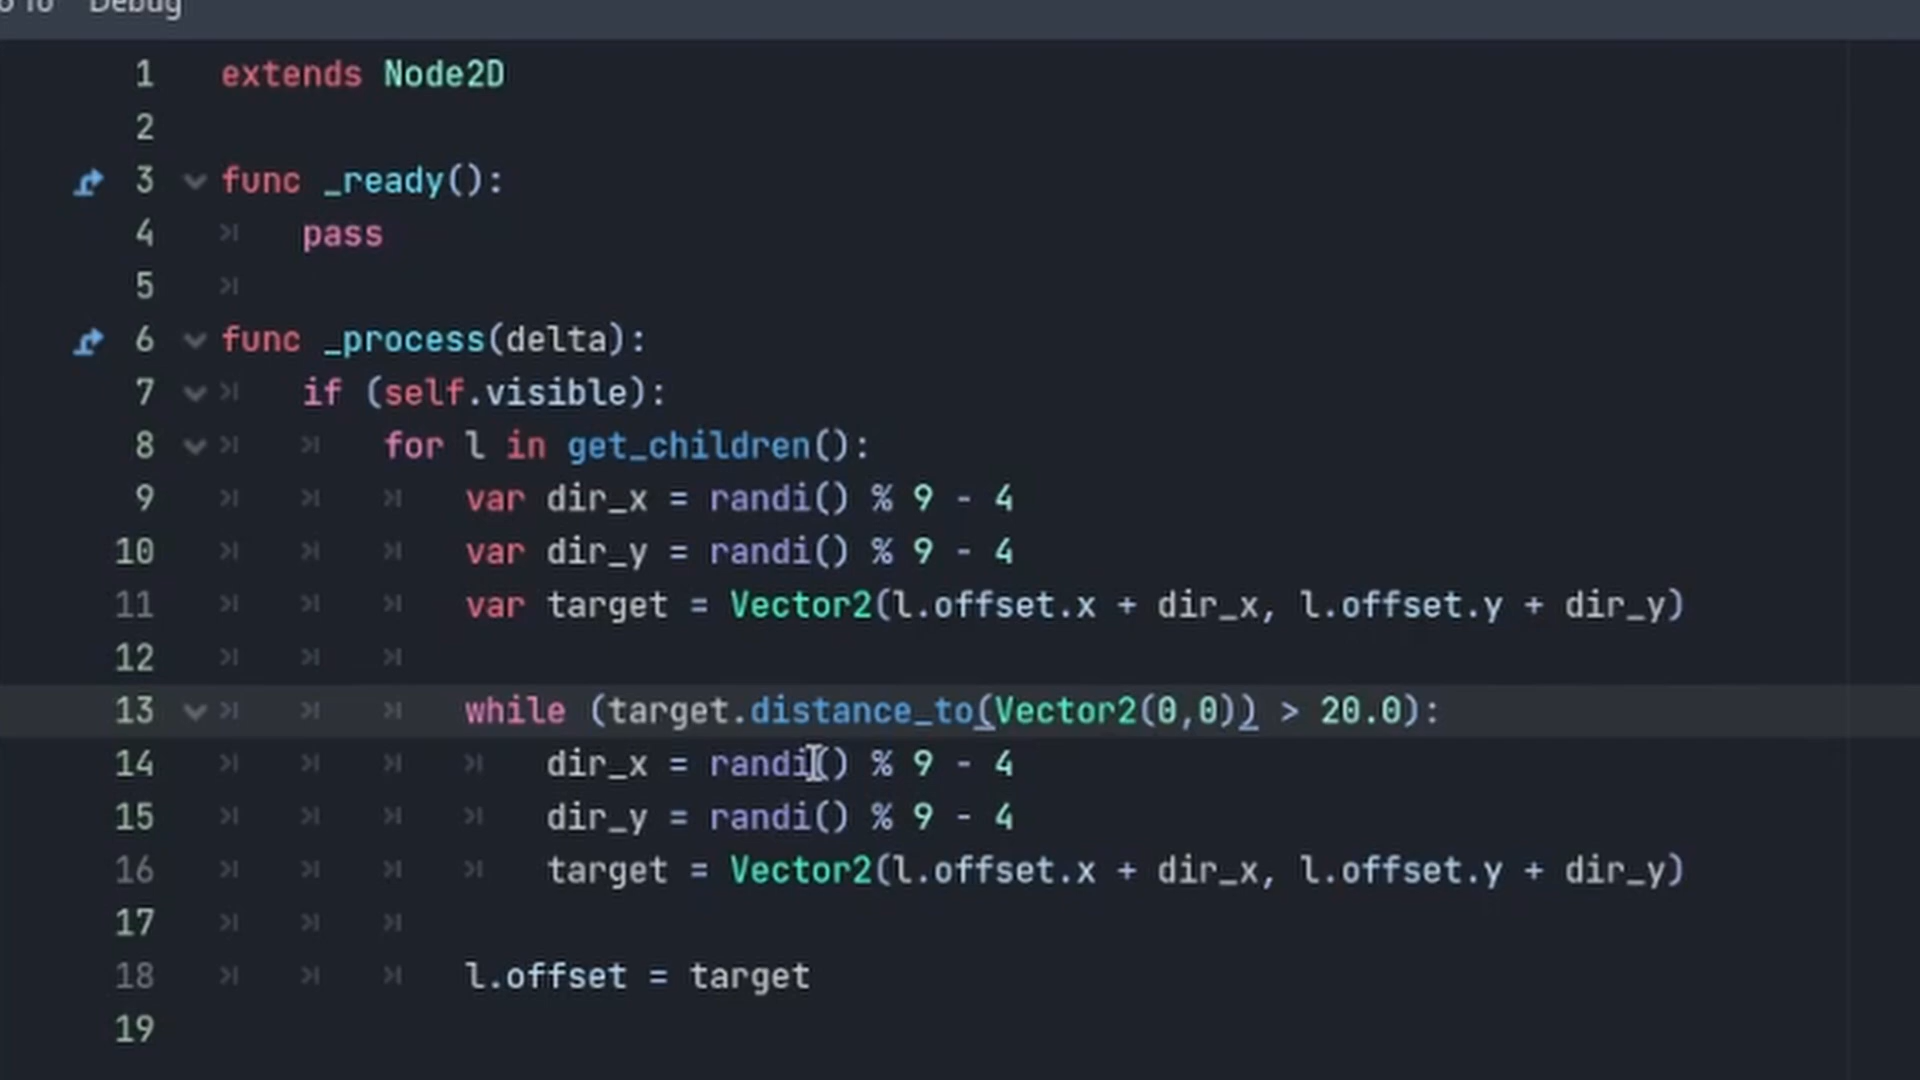 To Debug
1 extends Node2D
2
3 func _ready():
4 pass
5
6 func _process(delta):
7 if (self.visible):
8 for l in get_children():
9 var dir_x = randi() % 9 - 4
10 var dir_y = randi() % 9 - 4
11 var target = Vector2(l.offset.x + dir_x, l.offset.y + dir_y)
12
13 while (target.distance_to(Vector2(0,0)) > 20.0):
14 dir_x = randi() % 9 - 4
15 dir_y = randi() % 9 - 4
16 target = Vector2(l.offset.x + dir_x, l.offset.y + dir_y)
17
18 l.offset = target
19